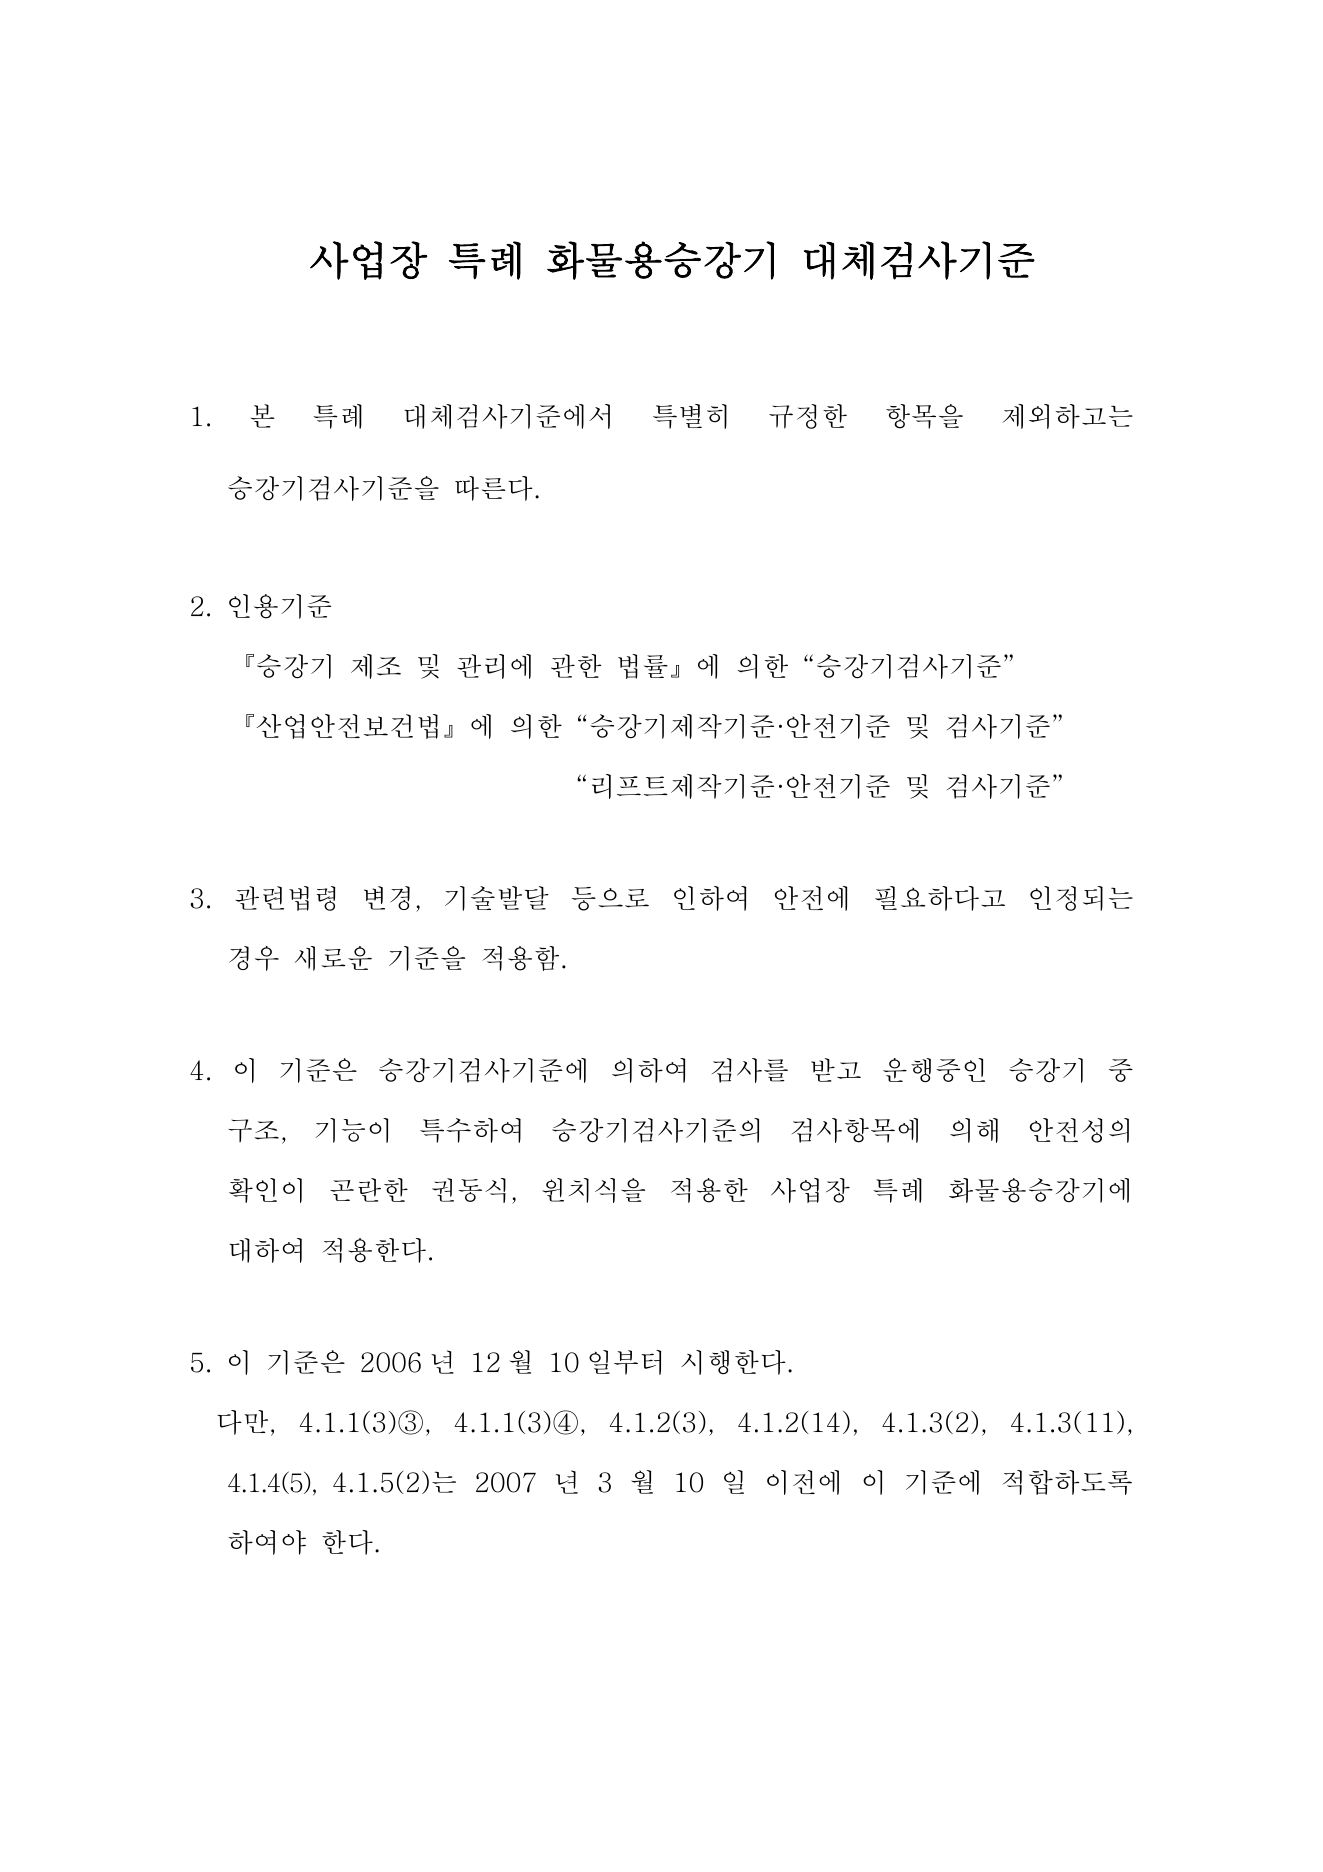 사업장 특례 화물용승강기 대체검사기준
1. 본 특례 대체검사기준에서 특별히 규정한 항목을 제외하고는
승강기검사기준을 따른다.
2. 인용기준
『승강기 제조 및 관리에 관한 법률』에 의한 “승강기검사기준”
『산업안전보건법』에 의한 “승강기제작기준·안전기준 및 검사기준”
“리프트제작기준·안전기준 및 검사기준”
3. 관련법령 변경, 기술발달 등으로 인하여 안전에 필요하다고 인정되는
경우 새로운 기준을 적용함.
4. 이 기준은 승강기검사기준에 의하여 검사를 받고 운행중인 승강기 중
구조, 기능이 특수하여 승강기검사기준의 검사항목에 의해 안전성의
확인이 곤란한 권동식, 윈치식을 적용한 사업장 특례 화물용승강기에
대하여 적용한다.
5. 이 기준은 2006년 12월 10일부터 시행한다.
다만, 4.1.1(3)③, 4.1.1(3)④, 4.1.2(3), 4.1.2(14), 4.1.3(2), 4.1.3(11),
4.1.4(5), 4.1.5(2)는 2007 년 3 월 10 일 이전에 이 기준에 적합하도록
하여야 한다.